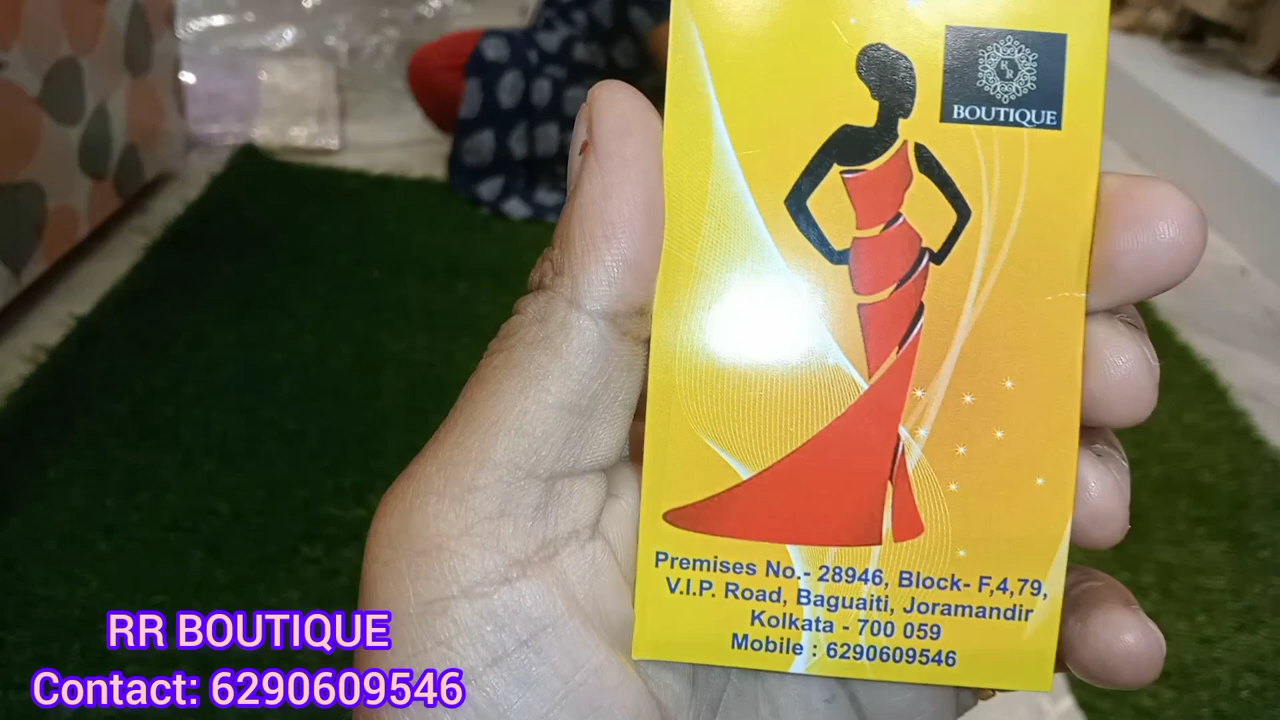 RR
BOUTIQUE
Premises No.- 28946, Block- F,4,79,
V.I.P. Road, Baguaiti, Joramandir
Kolkata - 700 059
Mobile : 6290609546
RR BOUTIQUE
Contact: 6290609546